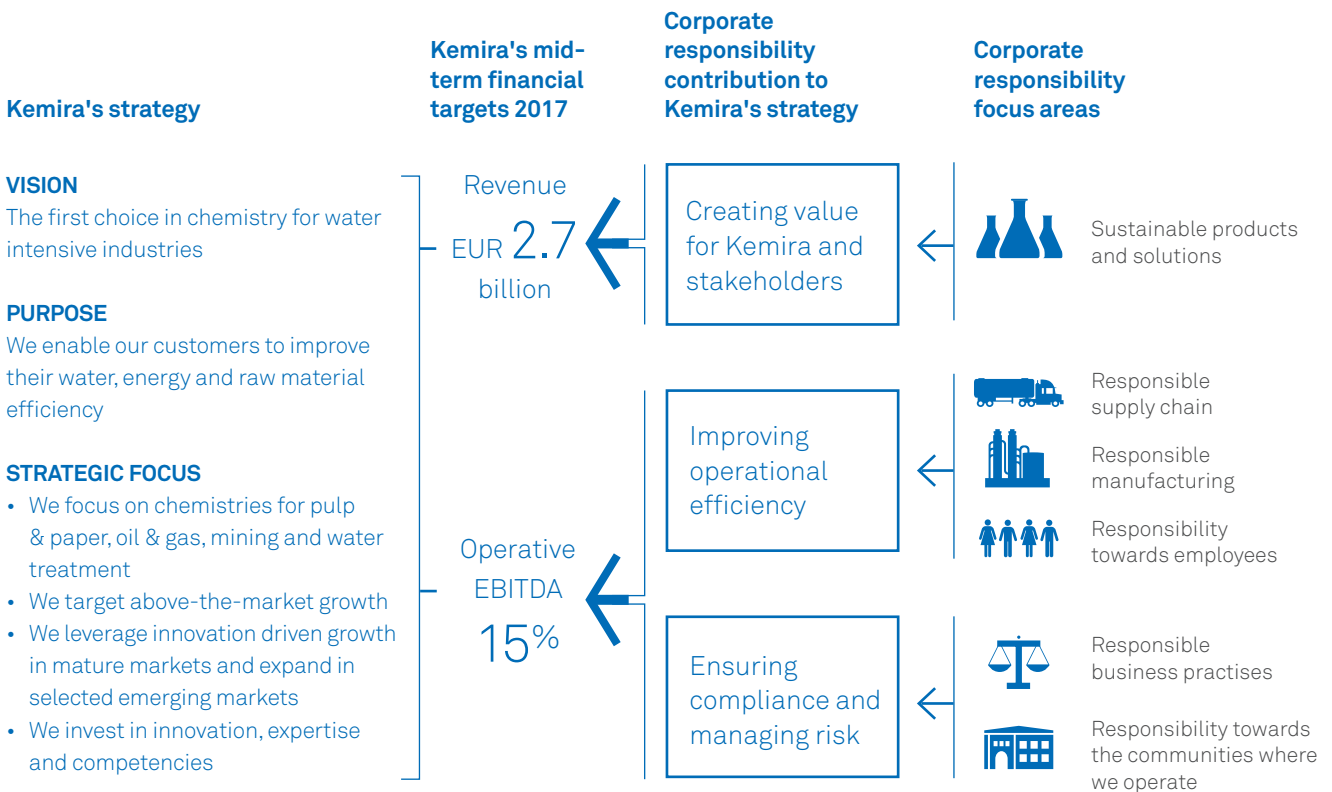 Kemira's strategy
VISION
The first choice in chemistry for water
intensive industries
PURPOSE
We enable our customers to improve
their water, energy and raw material
efficiency
STRATEGIC FOCUS
• We focus on chemistries for pulp
& paper, oil & gas, mining and water
treatment
• We target above-the-market growth
• We leverage innovation driven growth
in mature markets and expand in
selected emerging markets
• We invest in innovation, expertise
and competencies
Kemira's mid-
term financial
targets 2017
Revenue
EUR 2.7
billion
Operative
EBITDA
15%
Corporate
responsibility
contribution to
Kemira's strategy
Creating value
for Kemira and
stakeholders
Improving
operational
efficiency
Ensuring
compliance and
managing risk
Corporate
responsibility
focus areas
Sustainable products
and solutions
Responsible
supply chain
Responsible
manufacturing
Responsibility
towards employees
Responsible
business practises
Responsibility towards
the communities where
we operate